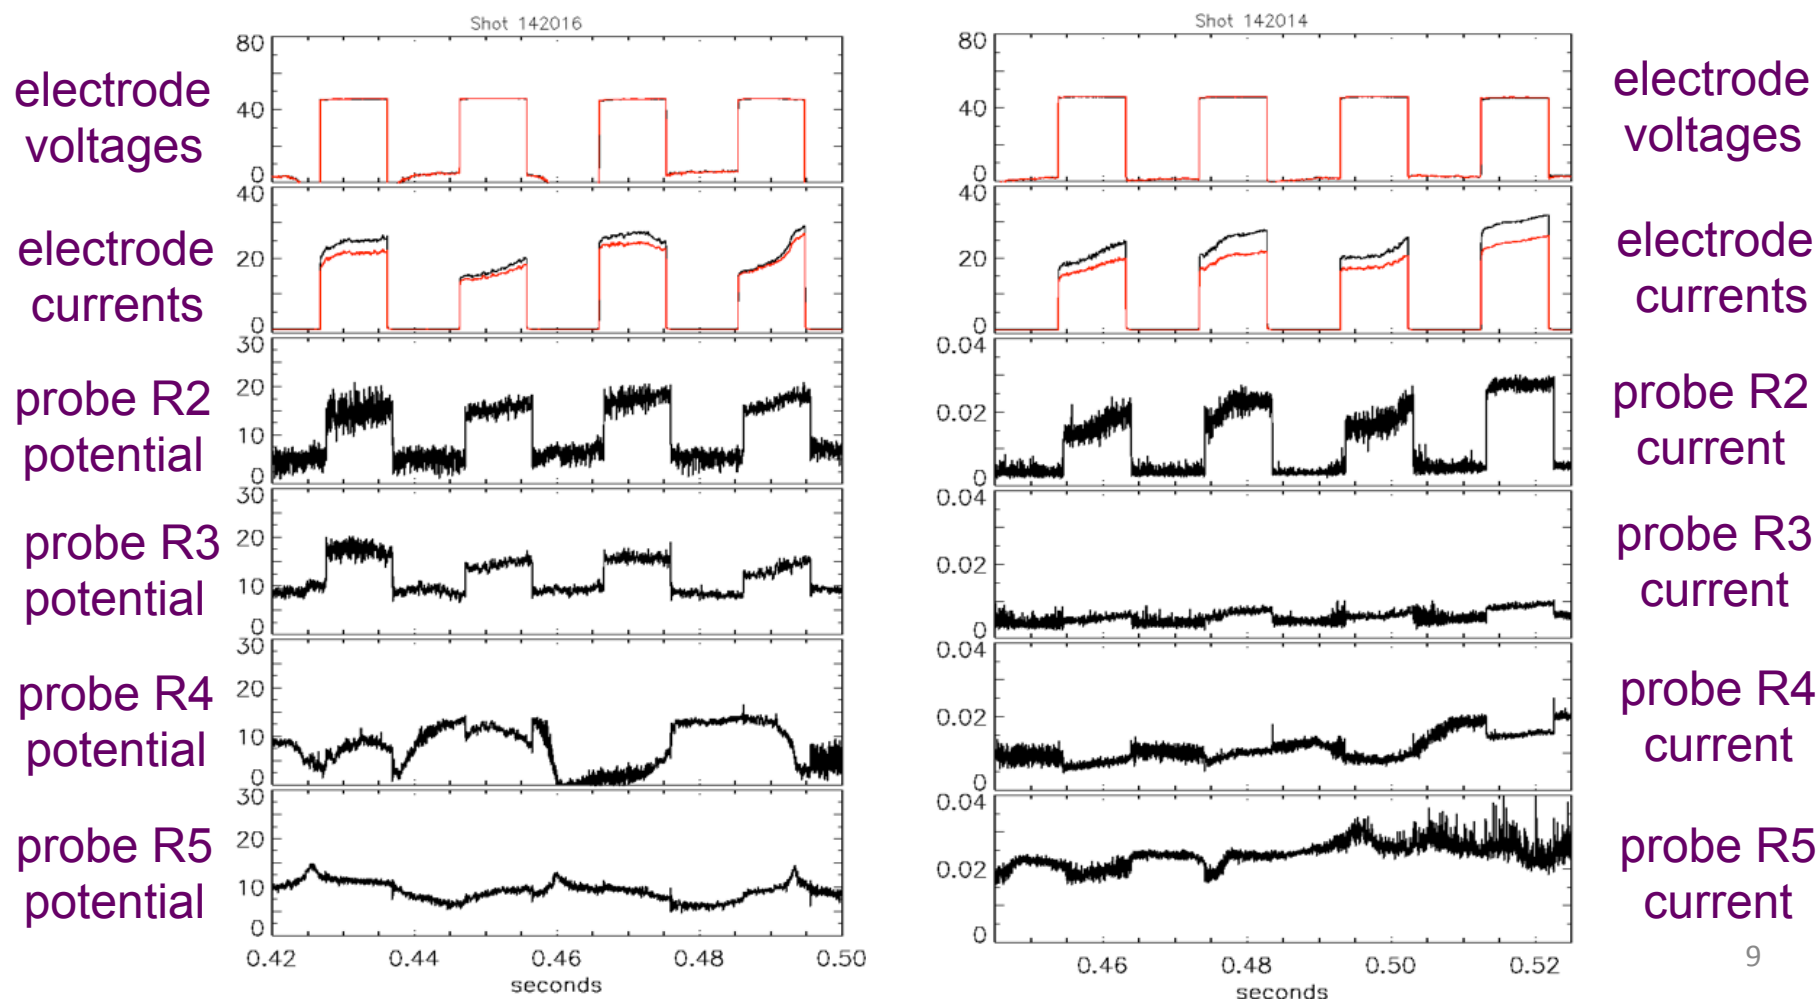 Shot 142016
Shot 142014
electrode
voltages
80
40
0
80
40
0
electrode
voltages
electrode
currents
40
20
0
40
20
0
electrode
currents
probe R2
potential
30
20
10
0
0.04
0.02
0
probe R2
current
probe R3
potential
30
20
10
0
0.04
0.02
0
probe R3
current
probe R4
potential
30
20
10
0
0.04
0.02
0
probe R4
current
probe R5
potential
30
20
10
0
0.04
0.02
0
probe R5
current
0.42 0.44 0.46 0.48 0.50
seconds
0.46 0.48 0.50 0.52
seconds
9